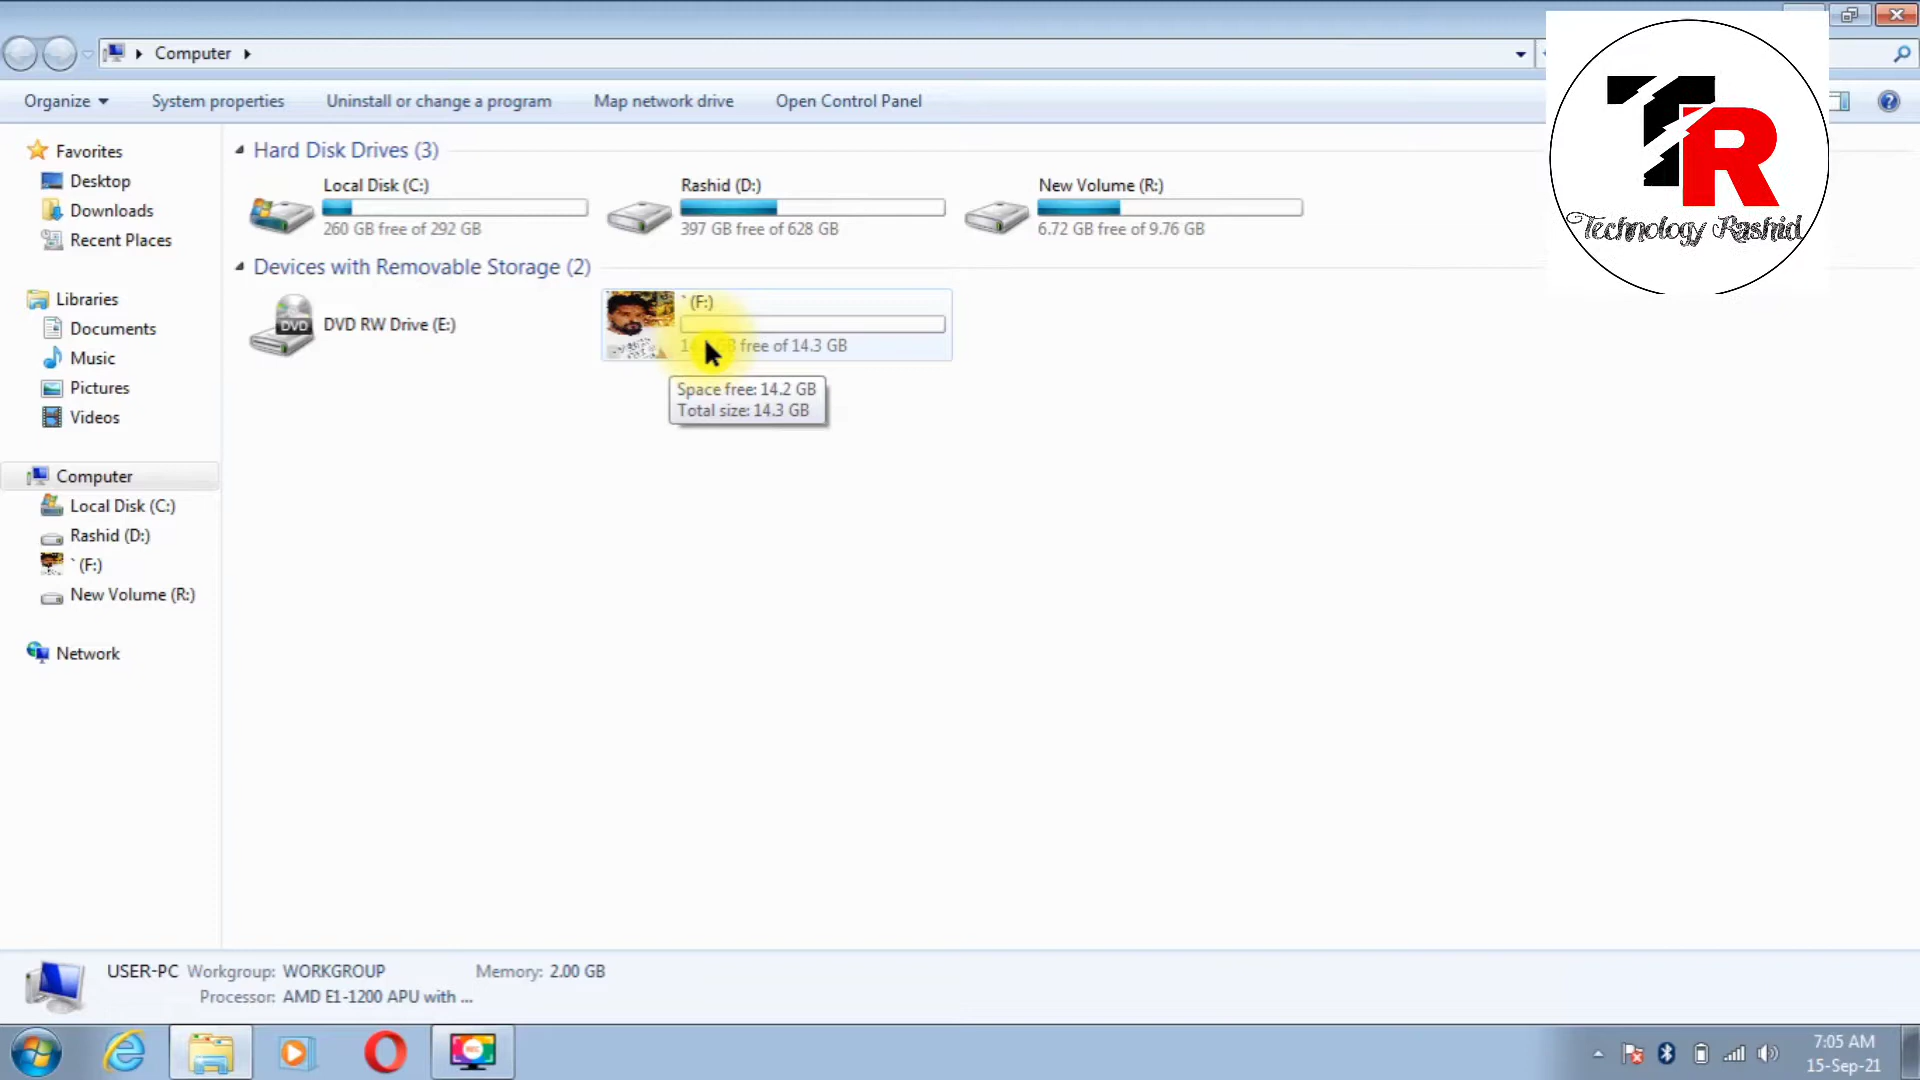 Computer
Organize
System properties
Uninstall or change a program
Map network drive
Open Control Panel
TR
Technology Rashid
Favorites
Desktop
Downloads
Recent Places
Libraries
Documents
Music
Pictures
Videos
Computer
Local Disk (C:)
Rashid (D:)
` (F:)
New Volume (R:)
Network
Hard Disk Drives (3)
Local Disk (C:)
260 GB free of 292 GB
Rashid (D:)
397 GB free of 628 GB
New Volume (R:)
6.72 GB free of 9.76 GB
Devices with Removable Storage (2)
DVD
DVD RW Drive (E:)
` (F:)
GB free of 14.3 GB
Space free: 14.2 GB
Total size: 14.3 GB
USER-PC Workgroup: WORKGROUP Memory: 2.00 GB
Processor: AMD E1-1200 APU with ...
REC
7:05 AM
15-Sep-21